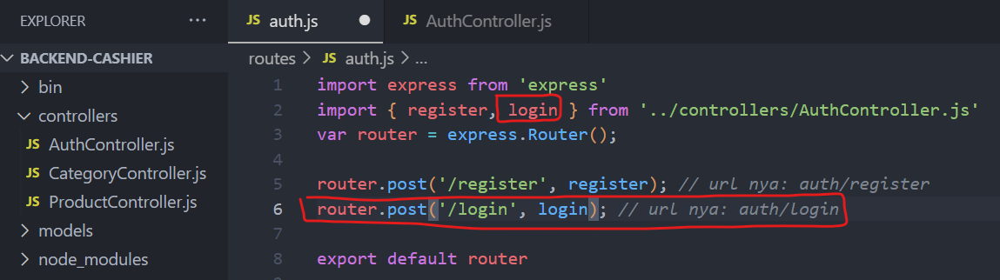 EXPLORER ...
BACKEND-CASHIER
bin
controllers
JS AuthController.js
JS CategoryController.js
JS ProductController.js
models
node_modules
JS auth.js
JS AuthController.js
routes > JS auth.js > ...
1 import express from 'express'
2 import { register, login } from '../controllers/AuthController.js'
3 var router = express.Router();
4
5 router.post('/register', register); // url nya: auth/register
6 router.post('/login', login); // url nya: auth/login
7
8 export default router